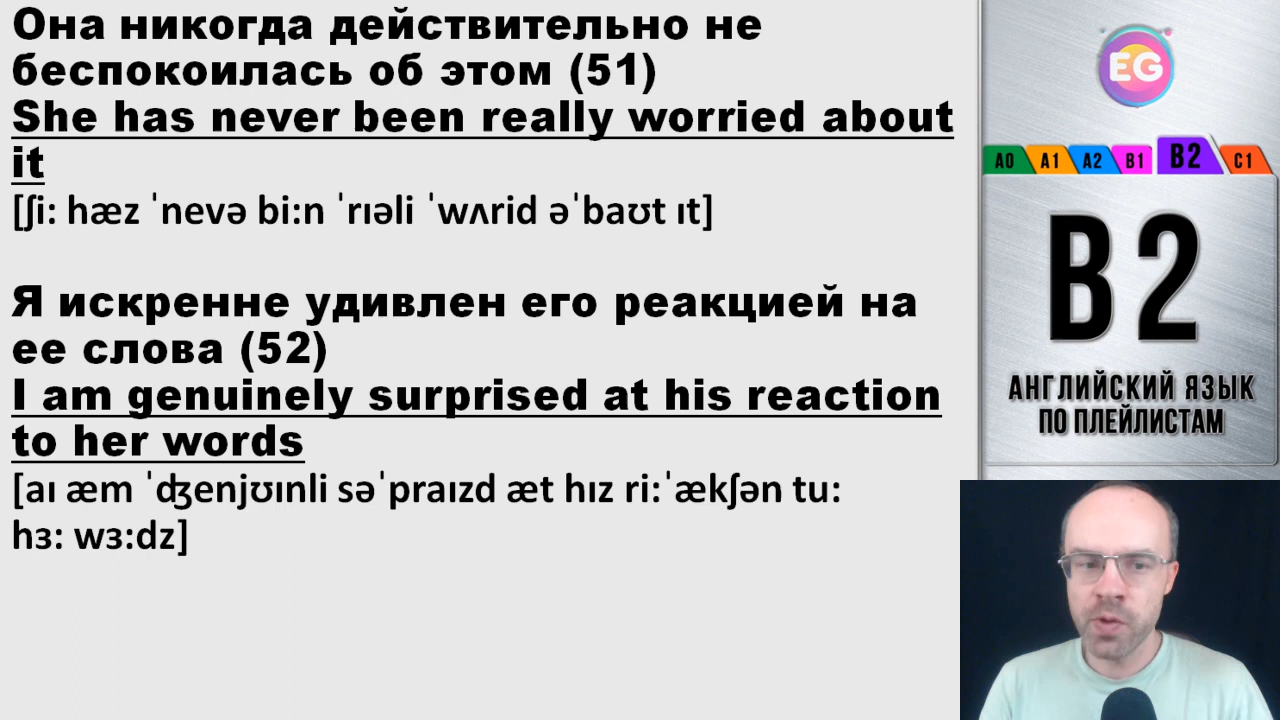 Она никогда действительно не
беспокоилась об этом (51)
She has never been really worried about
it
[ʃi: hæz ˈnevə bi:n ˈrɪəli ˈwʌrid əˈbaʊt ɪt]
Я искренне удивлен его реакцией на
ее слова (52)
I am genuinely surprised at his reaction
to her words
[aɪ æm ˈʤenjʊɪnli səˈpraɪzd æt hɪz ri:ˈækʃən tu:
hɜ: wɜ:dz]
EG
A0 A1 A2 B1 B2 C1
B2
АНГЛИЙСКИЙ ЯЗЫК
ПО ПЛЕЙЛИСТАМ